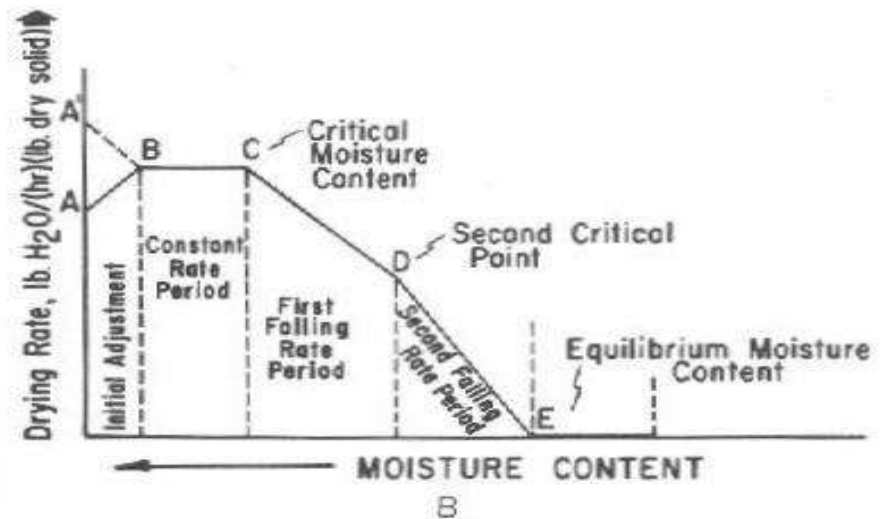 Drying Rate, lb. H₂O/(hr)(lb. dry solid)
A'
B
C
Critical
Moisture
Content
A
Constant
Rate
Period
D
Second Critical
Point
Initial Adjustment
First
Falling
Rate
Period
Second Falling
Rate Period
E
Equilibrium Moisture
Content
MOISTURE CONTENT
B